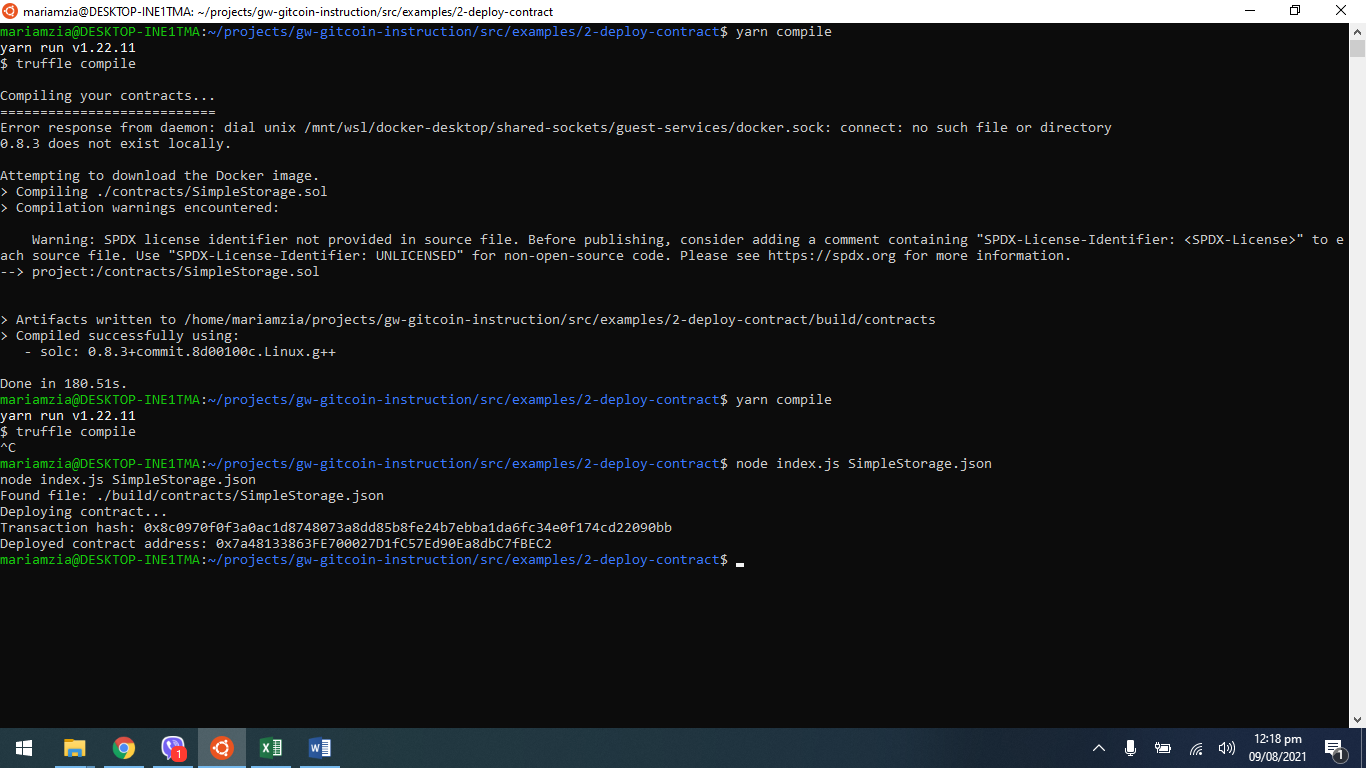 mariamzia@DESKTOP-INE1TMA: ~/projects/gw-gitcoin-instruction/src/examples/2-deploy-contract
mariamzia@DESKTOP-INE1TMA:~/projects/gw-gitcoin-instruction/src/examples/2-deploy-contract$ yarn compile
yarn run v1.22.11
$ truffle compile
Compiling your contracts...
===========================
Error response from daemon: dial unix /mnt/wsl/docker-desktop/shared-sockets/guest-services/docker.sock: connect: no such file or directory
0.8.3 does not exist locally.
Attempting to download the Docker image.
> Compiling ./contracts/SimpleStorage.sol
> Compilation warnings encountered:
Warning: SPDX license identifier not provided in source file. Before publishing, consider adding a comment containing "SPDX-License-Identifier: <SPDX-License>" to e
ach source file. Use "SPDX-License-Identifier: UNLICENSED" for non-open-source code. Please see https://spdx.org for more information.
--> project:/contracts/SimpleStorage.sol
> Artifacts written to /home/mariamzia/projects/gw-gitcoin-instruction/src/examples/2-deploy-contract/build/contracts
> Compiled successfully using:
- solc: 0.8.3+commit.8d00100c.Linux.g++
Done in 180.51s.
mariamzia@DESKTOP-INE1TMA:~/projects/gw-gitcoin-instruction/src/examples/2-deploy-contract$ yarn compile
yarn run v1.22.11
$ truffle compile
^C
mariamzia@DESKTOP-INE1TMA:~/projects/gw-gitcoin-instruction/src/examples/2-deploy-contract$ node index.js SimpleStorage.json
node index.js SimpleStorage.json
Found file: ./build/contracts/SimpleStorage.json
Deploying contract...
Transaction hash: 0x8c0970f0f3a0ac1d8748073a8dd85b8fe24b7ebba1da6fc34e0f174cd22090bb
Deployed contract address: 0x7a48133863FE700027D1fC57Ed90Ea8dbC7fBEC2
mariamzia@DESKTOP-INE1TMA:~/projects/gw-gitcoin-instruction/src/examples/2-deploy-contract$
1
12:18 pm
09/08/2021
1